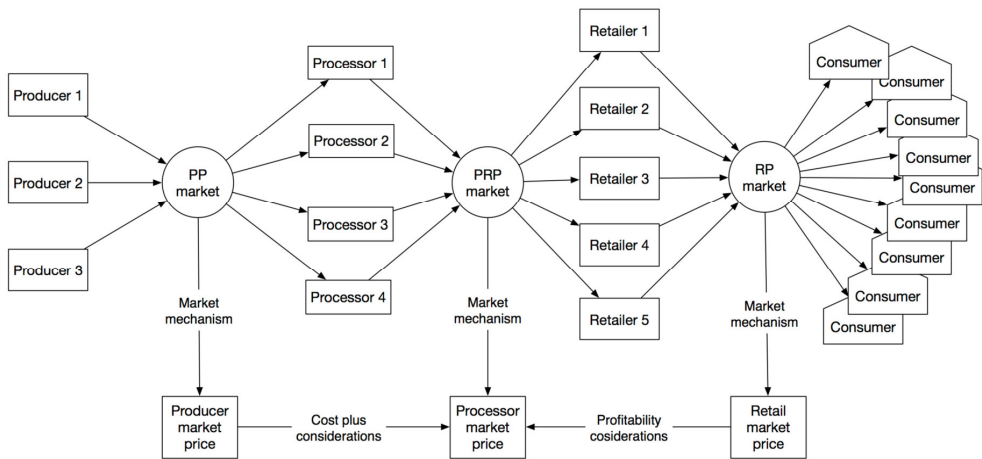 Producer 1
Producer 2
Producer 3
PP
market
Processor 1
Processor 2
Processor 3
Processor 4
PRP
market
Retailer 1
Retailer 2
Retailer 3
Retailer 4
Retailer 5
RP
market
Consumer
Consumer
Consumer
Consumer
Consumer
Consumer
Consumer
Consumer
Consumer
Market
mechanism
Market
mechanism
Market
mechanism
Producer
market
price
Cost plus
considerations
Processor
market
price
Profitability
cosiderations
Retail
market
price